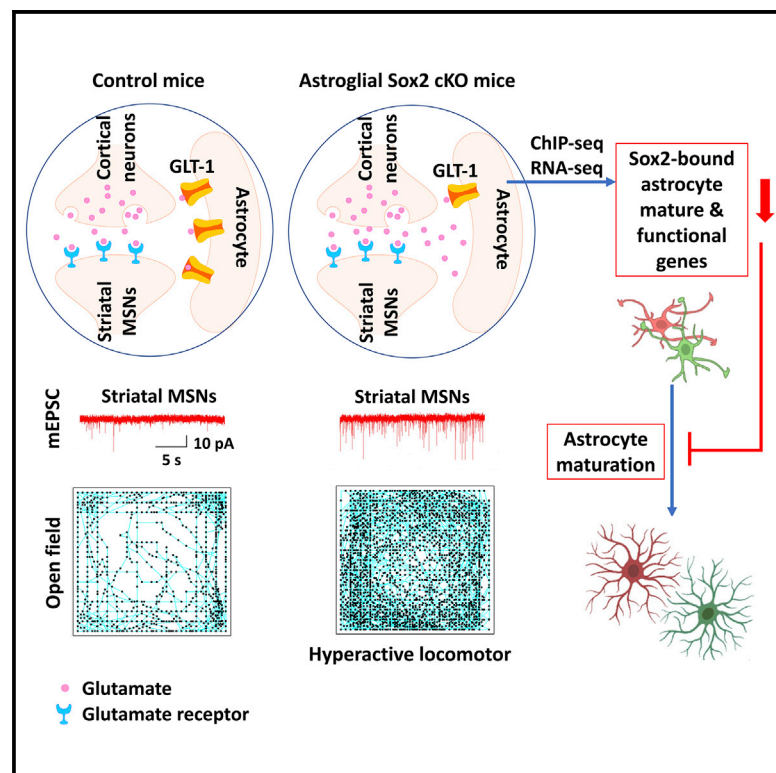 Control mice
Astroglial Sox2 cKO mice
Cortical
neurons
GLT-1
Astrocyte
Striatal
MSNs
Cortical
neurons
GLT-1
Astrocyte
Striatal
MSNs
ChIP-seq
RNA-seq
Sox2-bound
astrocyte
mature &
functional
genes
mEPSC
Striatal MSNs
10 pA
5 s
Striatal MSNs
Astrocyte
maturation
Open field
Hyperactive locomotor
Glutamate
Glutamate receptor